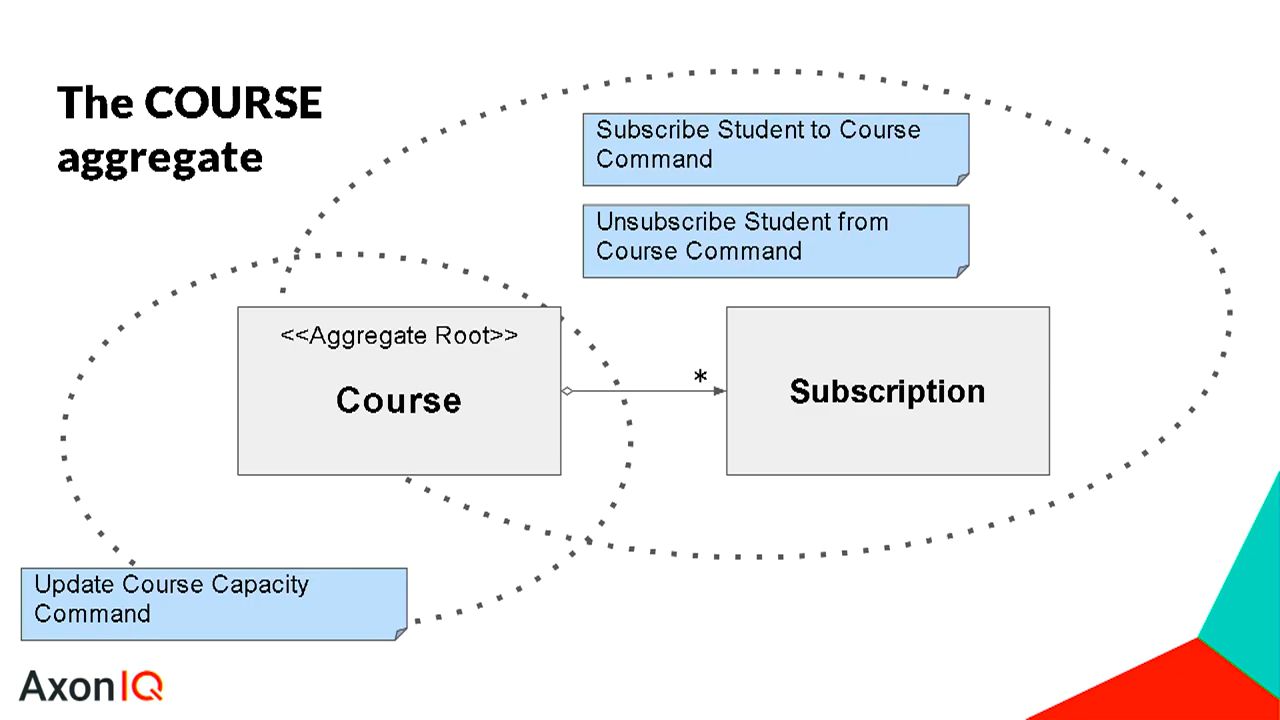 The COURSE
aggregate
Subscribe Student to Course
Command
Unsubscribe Student from
Course Command
<<Aggregate Root>>
Course
*
Subscription
Update Course Capacity
Command
AxonIQ